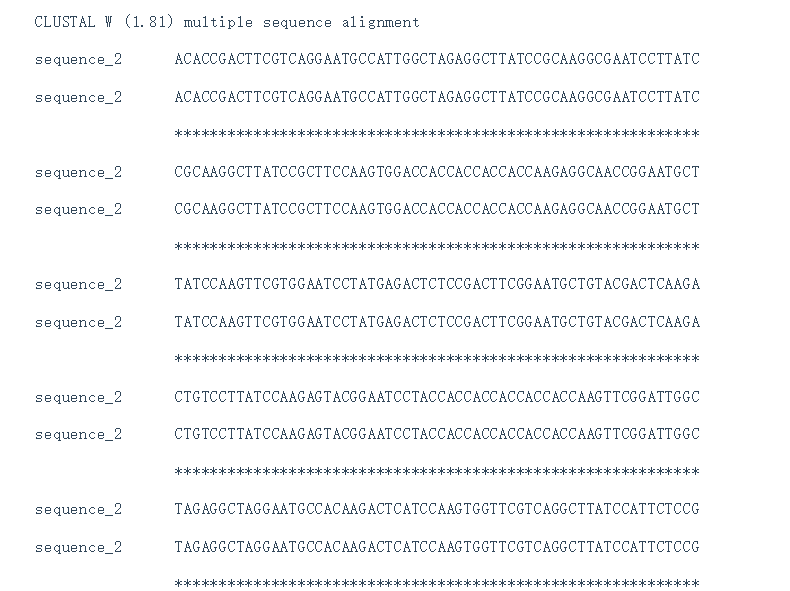 CLUSTAL W (1.81) multiple sequence alignment
sequence_2 ACACCGACTTCGTCAGGAATGCCATTGGCTAGAGGCTTATCCGCAAGGCGAATCCTTATC
sequence_2 ACACCGACTTCGTCAGGAATGCCATTGGCTAGAGGCTTATCCGCAAGGCGAATCCTTATC
************************************************************
sequence_2 CGCAAGGCTTATCCGCTTCCAAGTGGACCACCACCACCACCAAGAGGCAACCGGAATGCT
sequence_2 CGCAAGGCTTATCCGCTTCCAAGTGGACCACCACCACCACCAAGAGGCAACCGGAATGCT
************************************************************
sequence_2 TATCCAAGTTCGTGGAATCCTATGAGACTCTCCGACTTCGGAATGCTGTACGACTCAAGA
sequence_2 TATCCAAGTTCGTGGAATCCTATGAGACTCTCCGACTTCGGAATGCTGTACGACTCAAGA
************************************************************
sequence_2 CTGTCCTTATCCAAGAGTACGGAATCCTACCACCACCACCACCACCAAGTTCGGATTGGC
sequence_2 CTGTCCTTATCCAAGAGTACGGAATCCTACCACCACCACCACCACCAAGTTCGGATTGGC
************************************************************
sequence_2 TAGAGGCTAGGAATGCCACAAGACTCATCCAAGTGGTTCGTCAGGCTTATCCATTCTCCG
sequence_2 TAGAGGCTAGGAATGCCACAAGACTCATCCAAGTGGTTCGTCAGGCTTATCCATTCTCCG
************************************************************